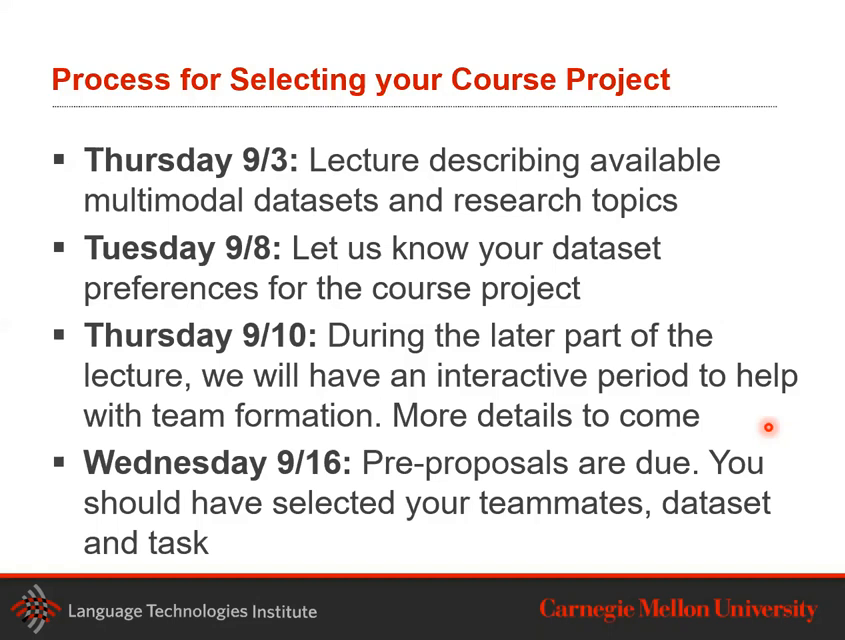 Process for Selecting your Course Project
▪ Thursday 9/3: Lecture describing available
multimodal datasets and research topics
▪ Tuesday 9/8: Let us know your dataset
preferences for the course project
▪ Thursday 9/10: During the later part of the
lecture, we will have an interactive period to help
with team formation. More details to come
▪ Wednesday 9/16: Pre-proposals are due. You
should have selected your teammates, dataset
and task
Language Technologies Institute
Carnegie Mellon University